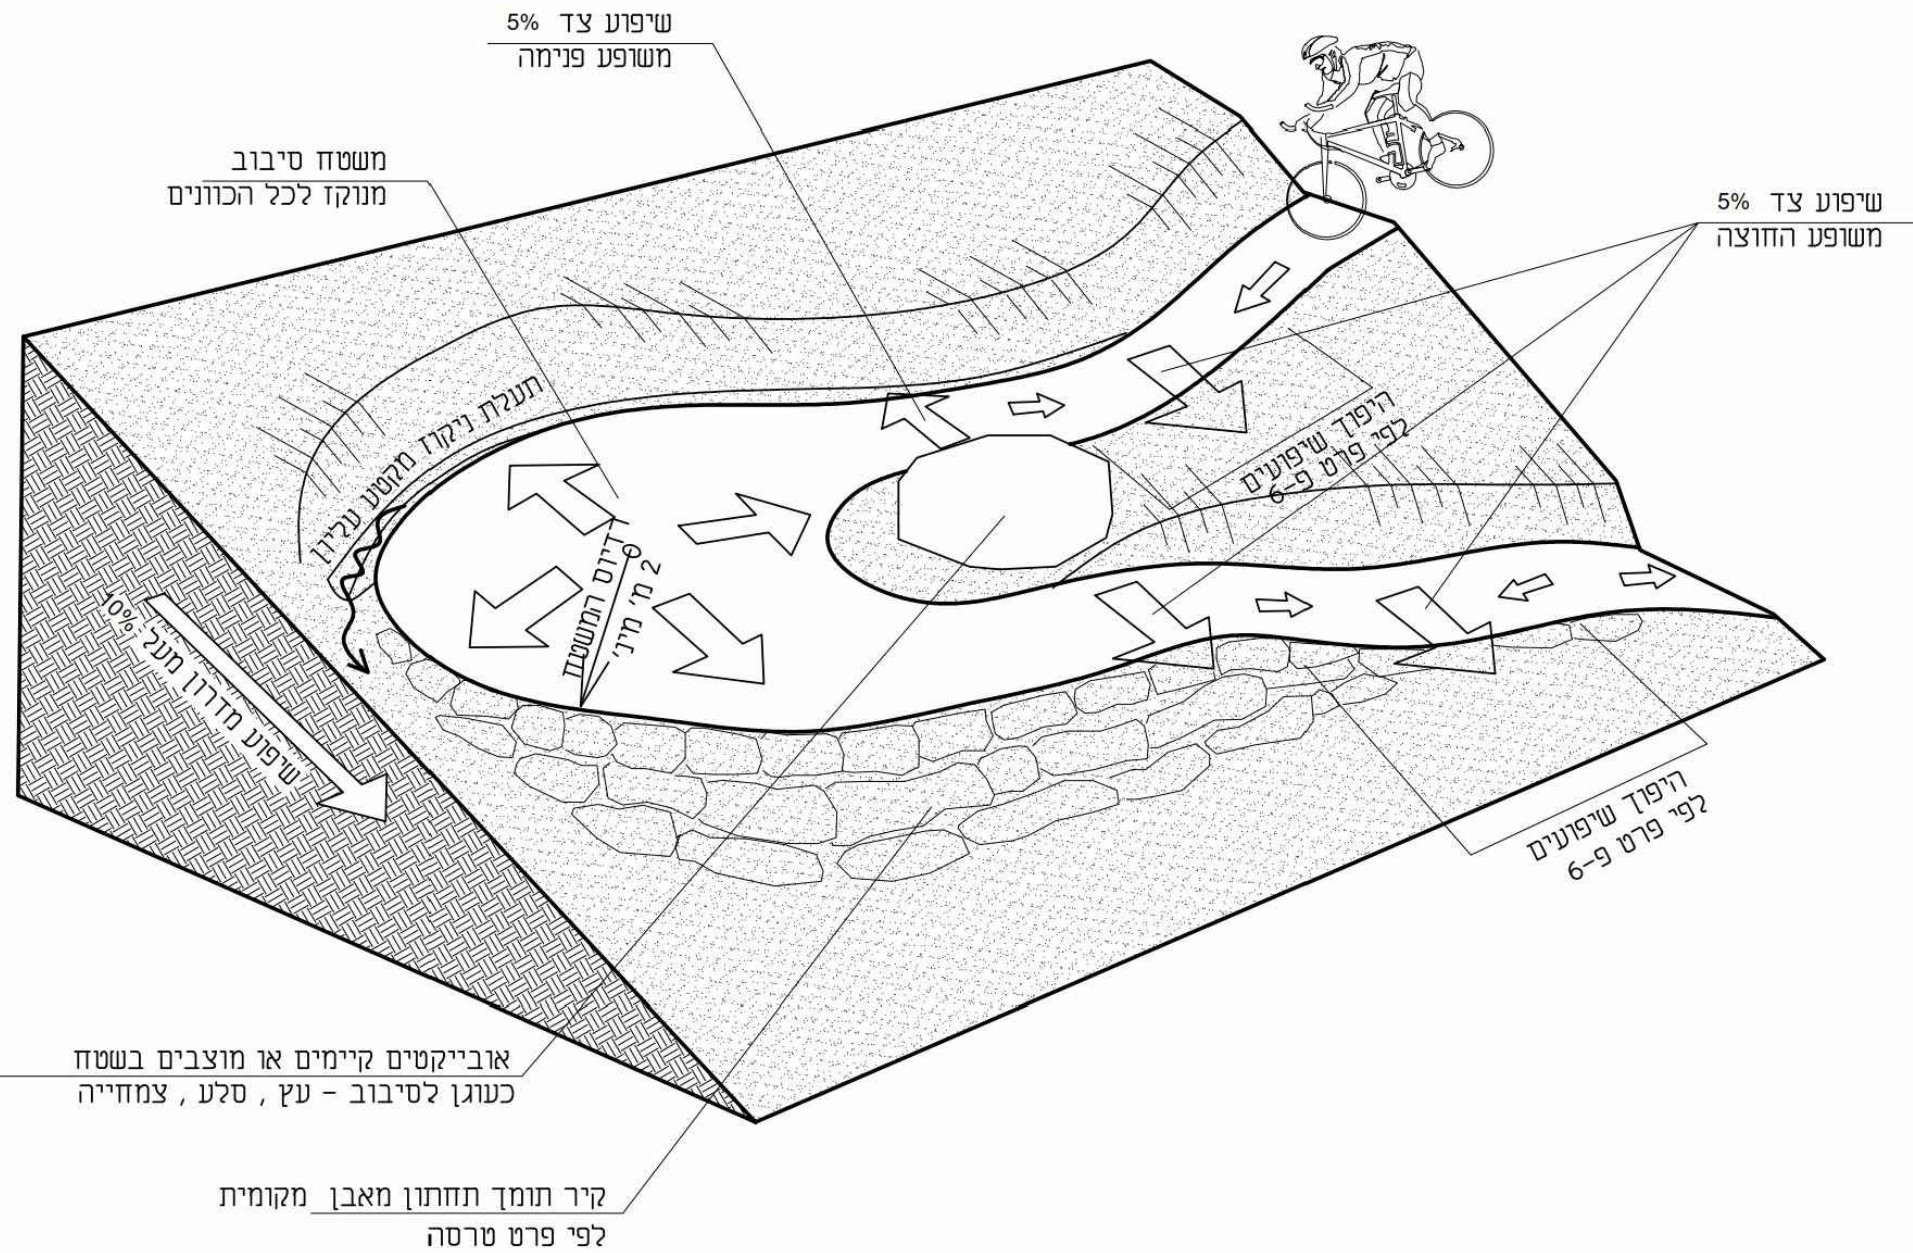 שיפוע צד 5%
משופע פנימה
משטח סיבוב
מנוקז לכל הכוונים
שיפוע צד 5%
משופע החוצה
תעלת ניקוז מקטע עליון
היפוך שיפועים
לפי פרט פ-6
רדיוס המשטח
2 מ' מיני'
שיפוע מדרון מעל 10%
היפוך שיפועים
לפי פרט פ-6
אובייקטים קיימים או מוצבים בשטח
כעוגן לסיבוב - עץ , סלע , צמחייה
קיר תומך תחתון מאבן מקומית
לפי פרט טרסה